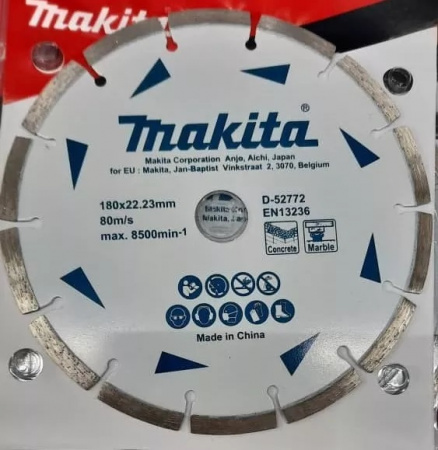 makita
makita®
Makita Corporation Anjo, Aichi, Japan
for EU : Makita, Jan-Baptist Vinkstraat 2, 3070, Belgium
180x22.23mm
80m/s
max. 8500min-1
D-52772
EN13236
Concrete
Marble
Made in China